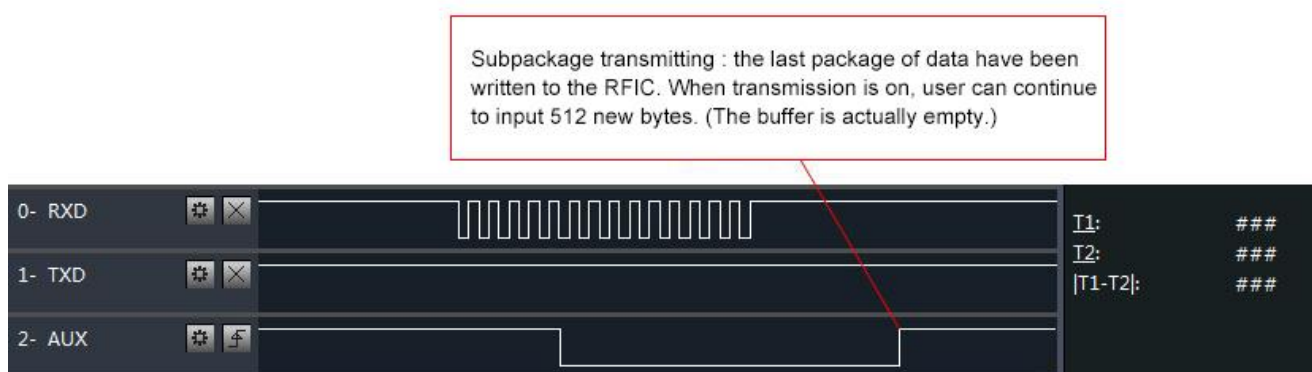 Subpackage transmitting : the last package of data have been
written to the RFIC. When transmission is on, user can continue
to input 512 new bytes. (The buffer is actually empty.)
0- RXD
T1: ###
T2: ###
1- TXD
|T1-T2|: ###
2- AUX